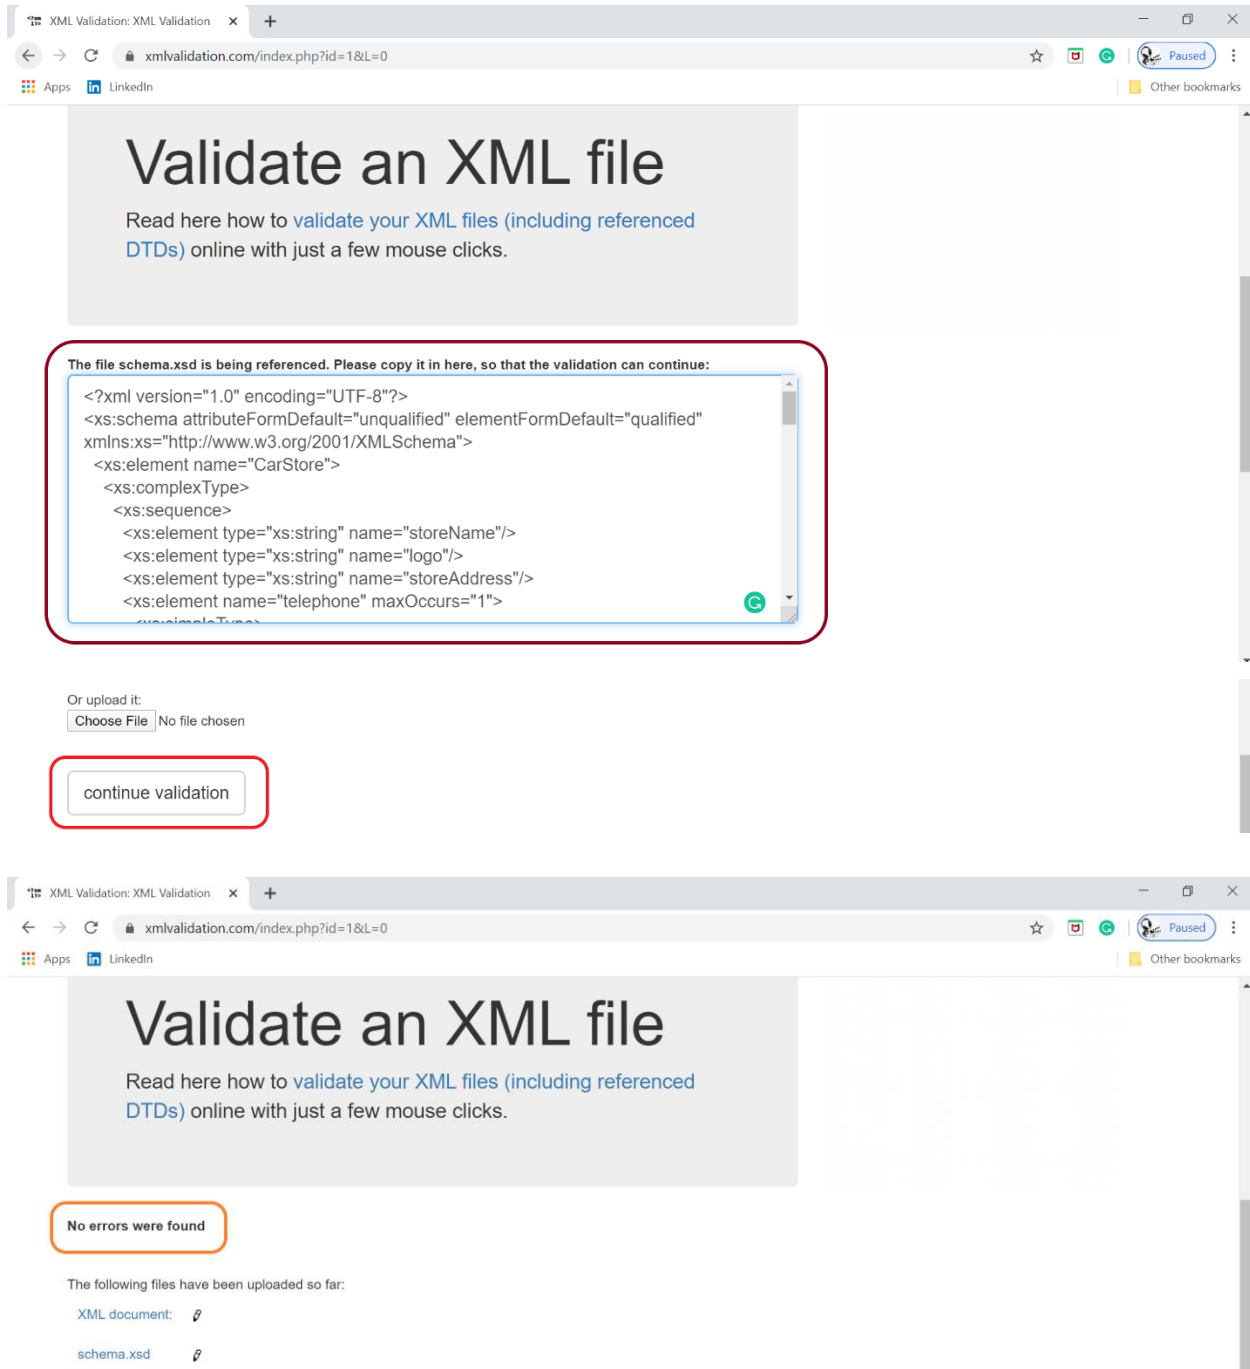 XML Validation: XML Validation
xmlvalidation.com/index.php?id=1&L=0
Paused
Apps LinkedIn Other bookmarks
Validate an XML file
Read here how to validate your XML files (including referenced
DTDs) online with just a few mouse clicks.
The file schema.xsd is being referenced. Please copy it in here, so that the validation can continue:
<?xml version="1.0" encoding="UTF-8"?>
<xs:schema attributeFormDefault="unqualified" elementFormDefault="qualified"
xmlns:xs="http://www.w3.org/2001/XMLSchema">
<xs:element name="CarStore">
<xs:complexType>
<xs:sequence>
<xs:element type="xs:string" name="storeName"/>
<xs:element type="xs:string" name="logo"/>
<xs:element type="xs:string" name="storeAddress"/>
<xs:element name="telephone" maxOccurs="1">
<xs:simpleType>
Or upload it:
Choose File No file chosen
continue validation
XML Validation: XML Validation
xmlvalidation.com/index.php?id=1&L=0
Paused
Apps LinkedIn Other bookmarks
Validate an XML file
Read here how to validate your XML files (including referenced
DTDs) online with just a few mouse clicks.
No errors were found
The following files have been uploaded so far:
XML document:
schema.xsd